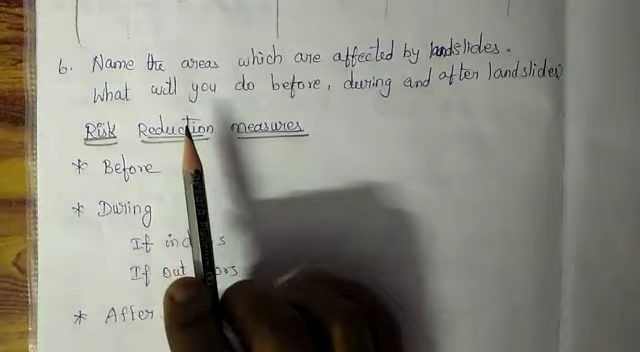 6. Name the areas which are affected by landslides.
What will you do before, during and after landslides
Risk Reduction measures
* Before
* During
If
If
* After